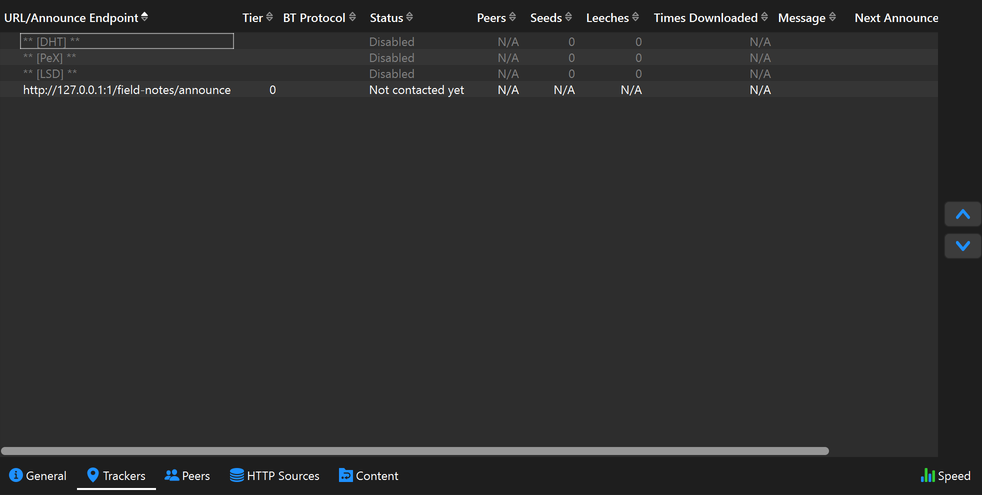 URL/Announce Endpoint Tier BT Protocol Status Peers Seeds Leeches Times Downloaded Message Next Announce
** [DHT] ** Disabled N/A 0 0 N/A
** [PeX] ** Disabled N/A 0 0 N/A
** [LSD] ** Disabled N/A 0 0 N/A
http://127.0.0.1:1/field-notes/announce 0 Not contacted yet N/A N/A N/A N/A
General Trackers Peers HTTP Sources Content Speed